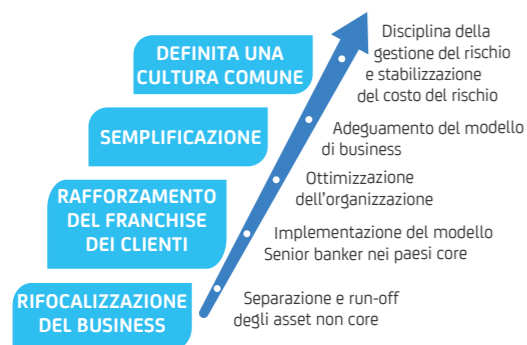 DEFINITA UNA
CULTURA COMUNE
SEMPLIFICAZIONE
RAFFORZAMENTO
DEL FRANCHISE
DEI CLIENTI
RIFOCALIZZAZIONE
DEL BUSINESS
Disciplina della
gestione del rischio
e stabilizzazione
del costo del rischio
Adeguamento del modello
di business
Ottimizzazione
dell'organizzazione
Implementazione del modello
Senior banker nei paesi core
Separazione e run-off
degli asset non core